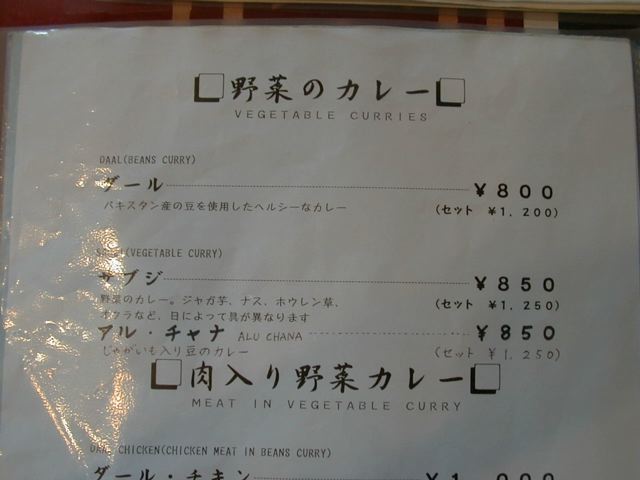 野菜のカレー
VEGETABLE CURRIES
DAAL(BEANS CURRY)
ダール ¥800
パキスタン産の豆を使用したヘルシーなカレー (セット ¥1,200)
(VEGETABLE CURRY)
サブジ ¥850
野菜のカレー。ジャガ芋、ナス、ホウレン草、 (セット ¥1,250)
オクラなど、日によって具が異なります
アル・チャナ ALU CHANA ¥850
じゃがいも入り豆のカレー (セット ¥1,250)
肉入り野菜カレー
MEAT IN VEGETABLE CURRY
CHICKEN(CHICKEN MEAT IN BEANS CURRY)
ダール・チキン